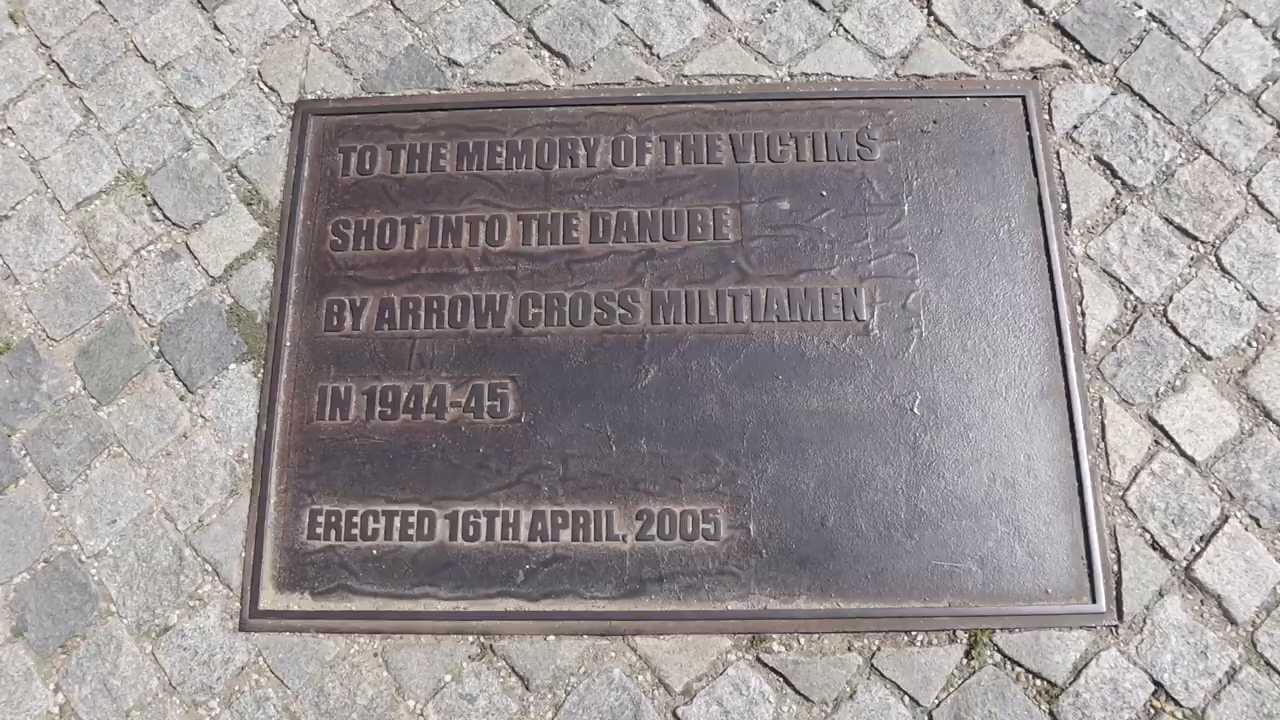 TO THE MEMORY OF THE VICTIMS
SHOT INTO THE DANUBE
BY ARROW CROSS MILITIAMEN
IN 1944-45
ERECTED 16TH APRIL, 2005